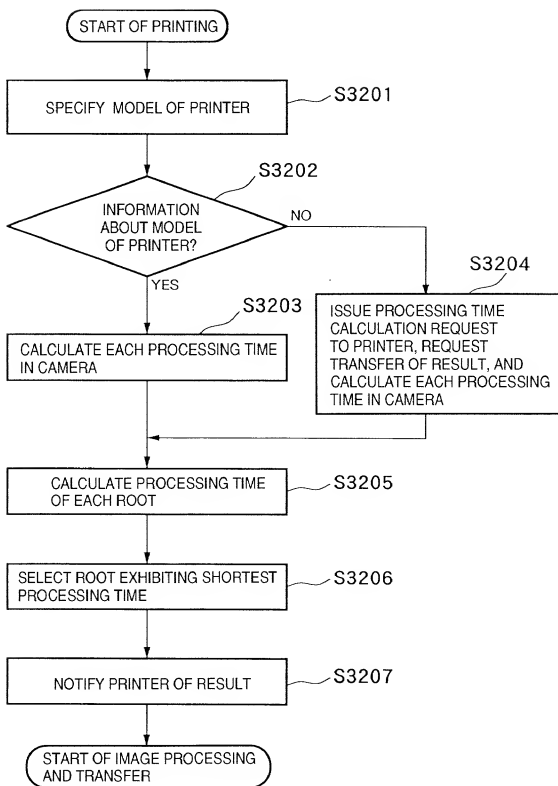 START OF PRINTING
SPECIFY MODEL OF PRINTER
S3201
S3202
INFORMATION
ABOUT MODEL
OF PRINTER?
NO
YES
S3203
CALCULATE EACH PROCESSING TIME
IN CAMERA
S3204
ISSUE PROCESSING TIME
CALCULATION REQUEST
TO PRINTER, REQUEST
TRANSFER OF RESULT, AND
CALCULATE EACH PROCESSING
TIME IN CAMERA
CALCULATE PROCESSING TIME
OF EACH ROOT
S3205
SELECT ROOT EXHIBITING SHORTEST
PROCESSING TIME
S3206
NOTIFY PRINTER OF RESULT
S3207
START OF IMAGE PROCESSING
AND TRANSFER